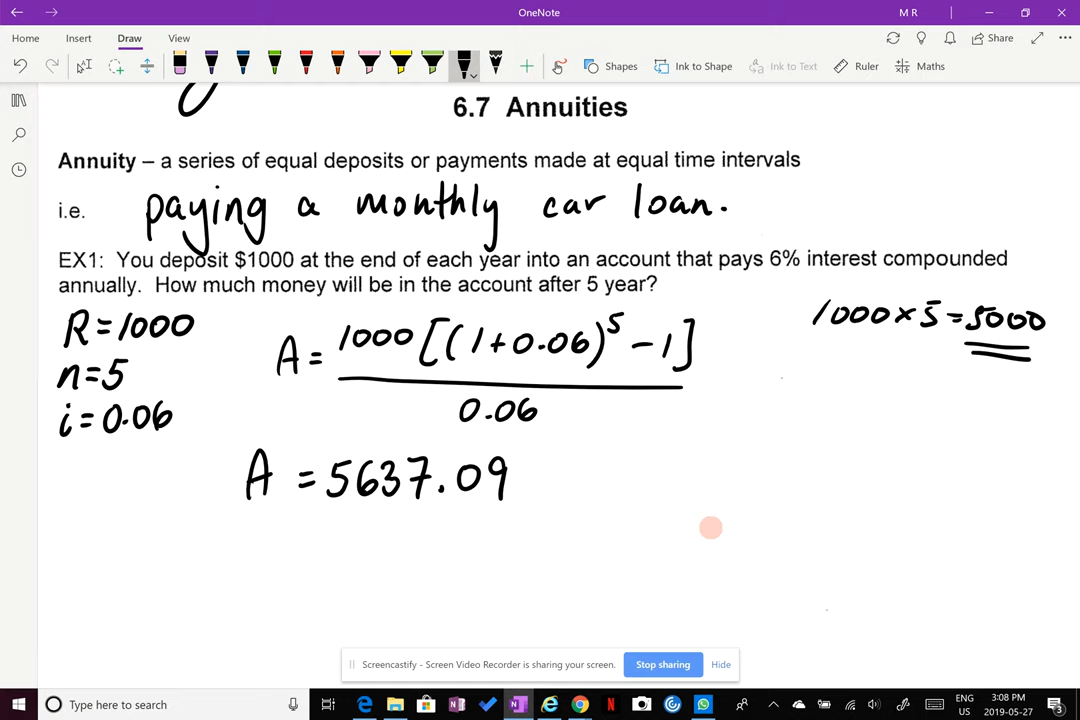 OneNote
M R
Home Insert Draw View
Share
Shapes Ink to Shape Ink to Text Ruler Maths
6.7 Annuities
Annuity – a series of equal deposits or payments made at equal time intervals
i.e. paying a monthly car loan.
EX1: You deposit $1000 at the end of each year into an account that pays 6% interest compounded
annually. How much money will be in the account after 5 year?
R=1000
n=5
i=0.06
A= 1000[(1+0.06)^5 -1]
0.06
A =5637.09
1000×5=5000
Screencastify - Screen Video Recorder is sharing your screen. Stop sharing Hide
Type here to search
ENG
US
3:08 PM
2019-05-27
3